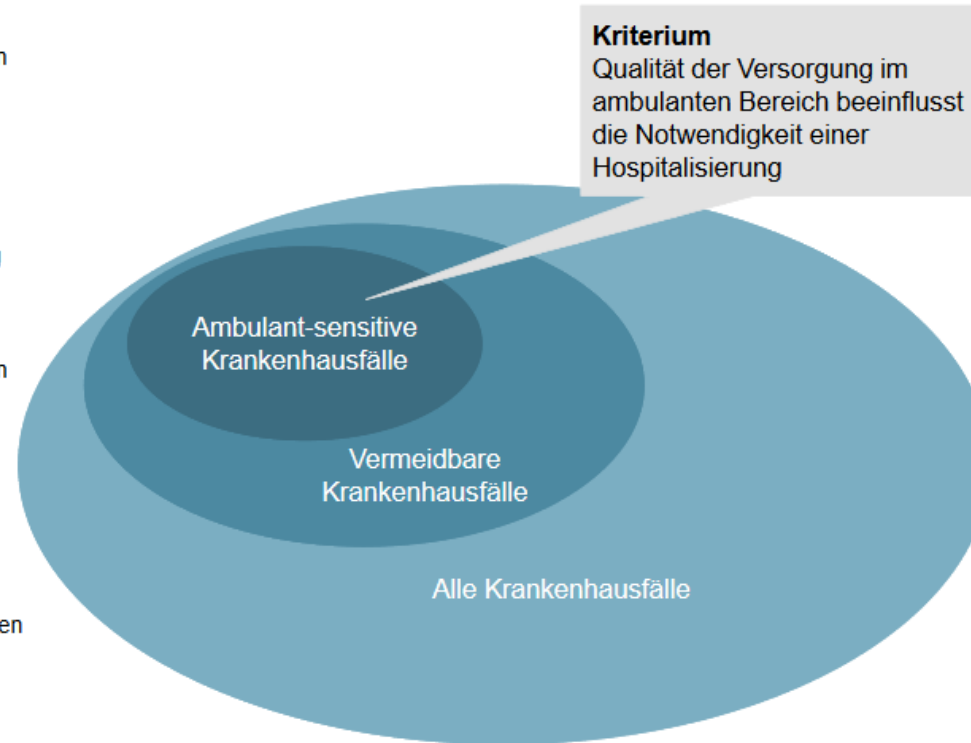 Kriterium
Qualität der Versorgung im
ambulanten Bereich beeinflusst
die Notwendigkeit einer
Hospitalisierung
Ambulant-sensitive
Krankenhausfälle
Vermeidbare
Krankenhausfälle
Alle Krankenhausfälle